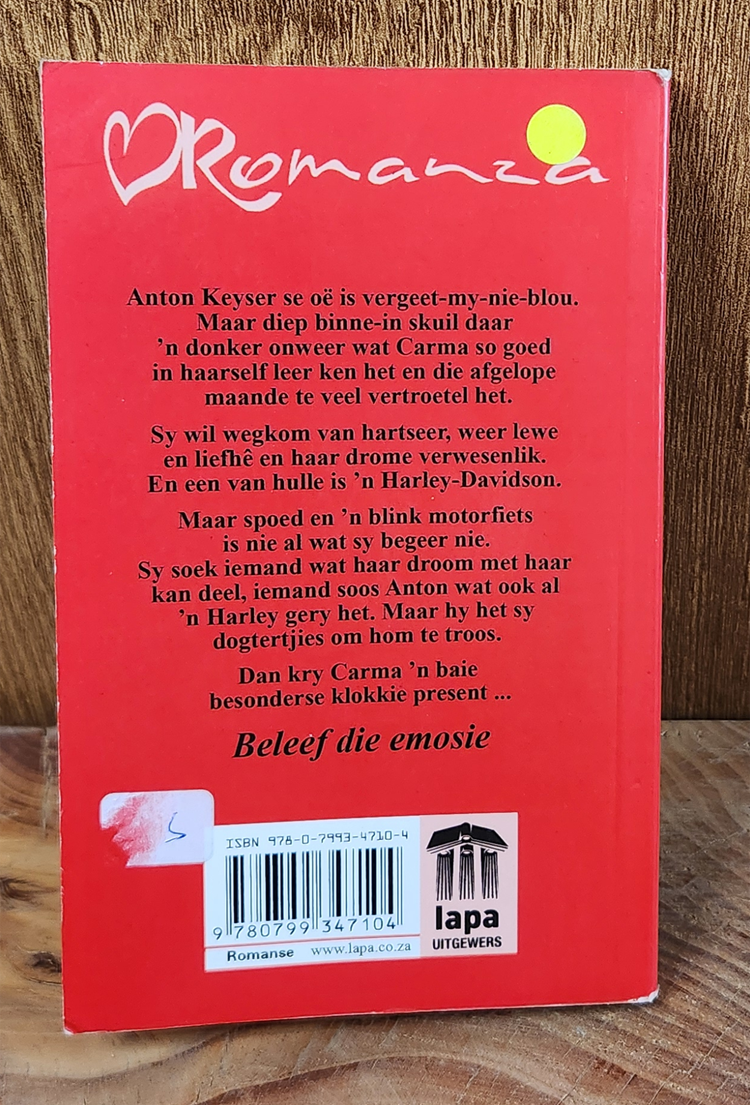 Romanza
Anton Keyser se oë is vergeet-my-nie-blou.
Maar diep binne-in skuil daar
’n donker onweer wat Carma so goed
in haarself leer ken het en die afgelope
maande te veel vertroetel het.
Sy wil wegkom van hartseer, weer lewe
en liefhê en haar drome verwesenlik.
En een van hulle is ’n Harley-Davidson.
Maar spoed en ’n blink motorfiets
is nie al wat sy begeer nie.
Sy soek iemand wat haar droom met haar
kan deel, iemand soos Anton wat ook al
’n Harley gery het. Maar hy het sy
dogtertjies om hom te troos.
Dan kry Carma ’n baie
besonderse klokkie present ...
Beleef die emosie
ISBN 978-0-7993-4710-4
9 780799 347104
Romanse www.lapa.co.za
lapa
UITGEWERS